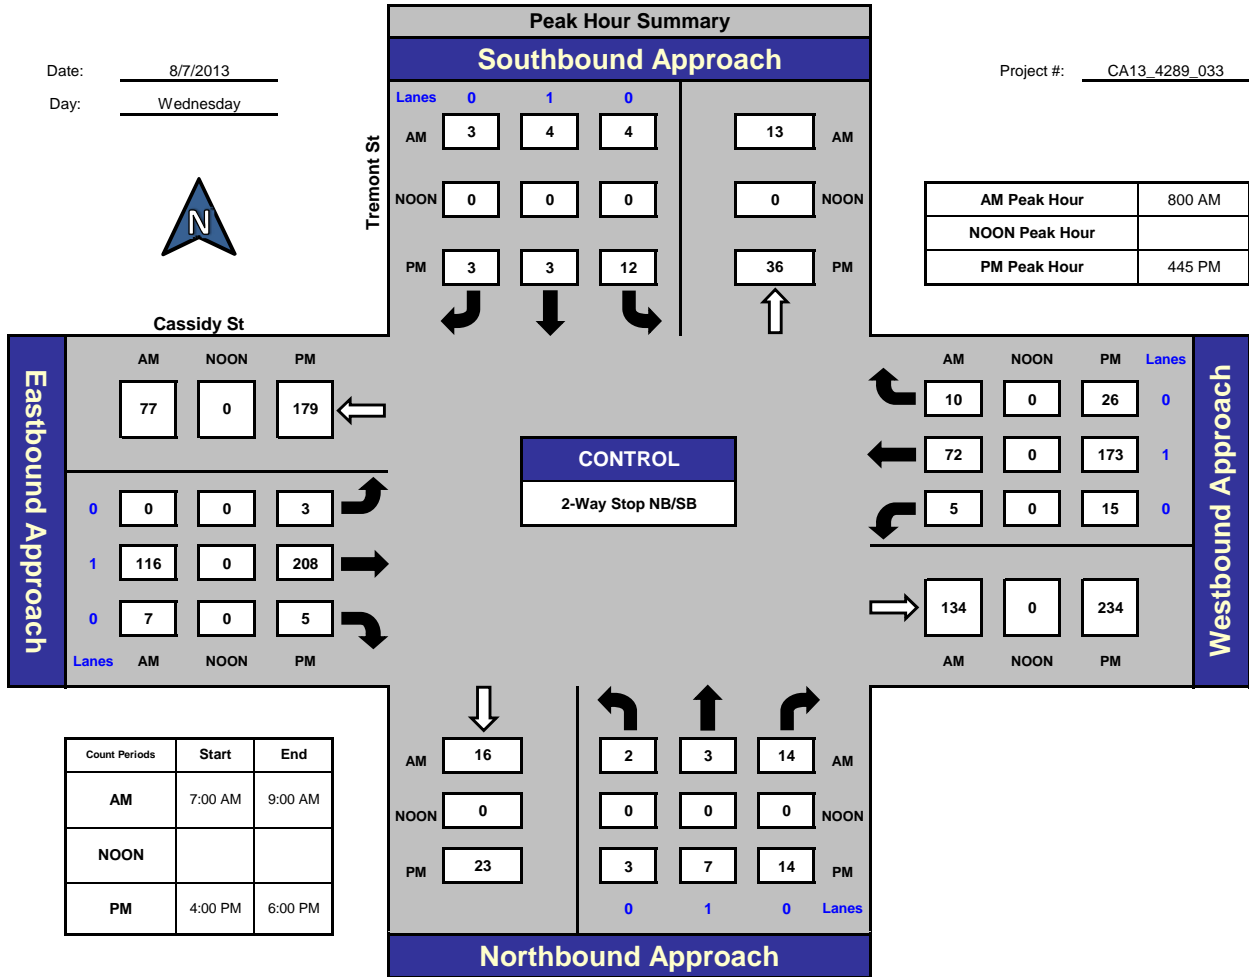 Peak Hour Summary
Southbound Approach
Date: 8/7/2013
Project #: CA13_4289_033
Day: Wednesday
Lanes 0 1 0
AM 3 4 4 13 AM
Tremont St
NOON 0 0 0 0 NOON
PM 3 3 12 36 PM
N
AM Peak Hour 800 AM
NOON Peak Hour
PM Peak Hour 445 PM
Cassidy St
Eastbound Approach
AM NOON PM
77 0 179
0 0 0 3
1 116 0 208
0 7 0 5
Lanes AM NOON PM
CONTROL
2-Way Stop NB/SB
AM NOON PM Lanes
10 0 26 0
72 0 173 1
5 0 15 0
134 0 234
AM NOON PM
Westbound Approach
Count Periods Start End
AM 7:00 AM 9:00 AM
NOON
PM 4:00 PM 6:00 PM
AM 16 2 3 14 AM
NOON 0 0 0 0 NOON
PM 23 3 7 14 PM
0 1 0 Lanes
Northbound Approach